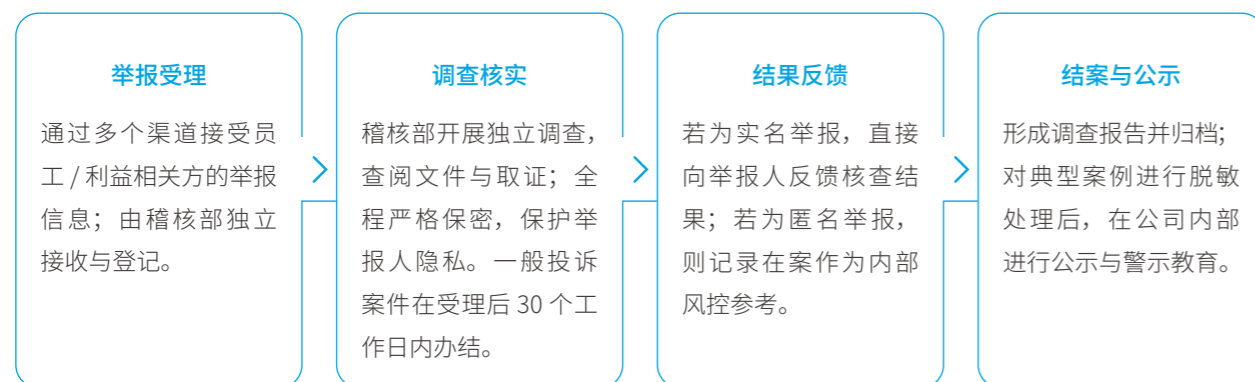 举报受理
通过多个渠道接受员
工 / 利益相关方的举报
信息；由稽核部独立
接收与登记。
调查核实
稽核部开展独立调查，
查阅文件与取证；全
程严格保密，保护举
报人隐私。一般投诉
案件在受理后 30 个工
作日内办结。
结果反馈
若为实名举报，直接
向举报人反馈核查结
果；若为匿名举报，
则记录在案作为内部
风控参考。
结案与公示
形成调查报告并归档；
对典型案例进行脱敏
处理后，在公司内部
进行公示与警示教育。